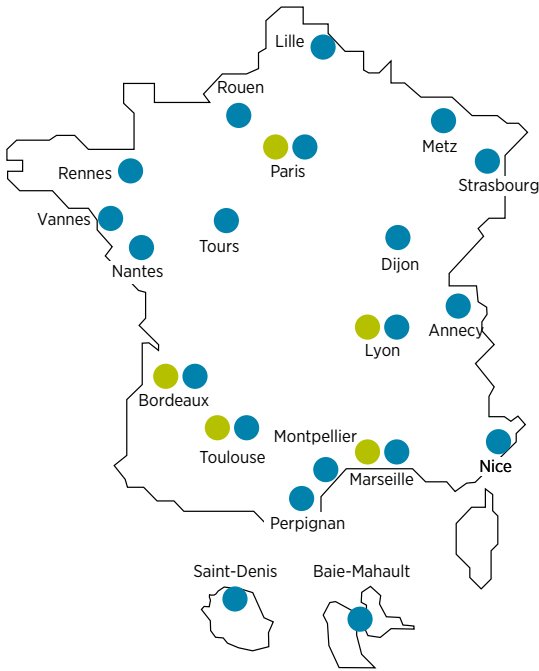 Lille
Rouen
Metz
Paris
Strasbourg
Rennes
Vannes
Tours
Dijon
Nantes
Annecy
Lyon
Bordeaux
Montpellier
Toulouse
Nice
Marseille
Perpignan
Saint-Denis
Baie-Mahault